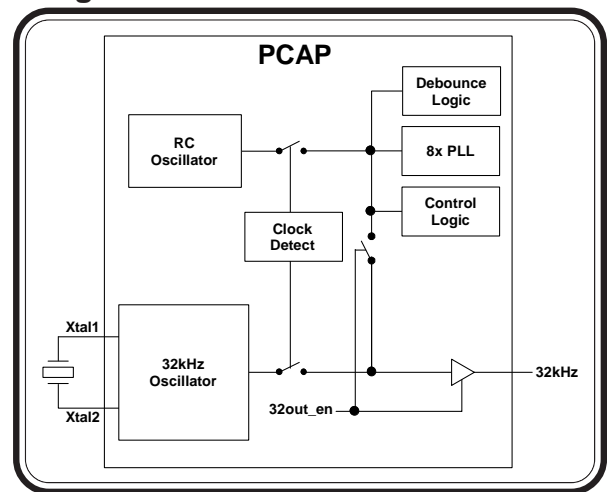 PCAP
Debounce
Logic
RC
Oscillator
8x PLL
Control
Logic
Clock
Detect
Xtal1
32kHz
Oscillator
32kHz
Xtal2
32out_en